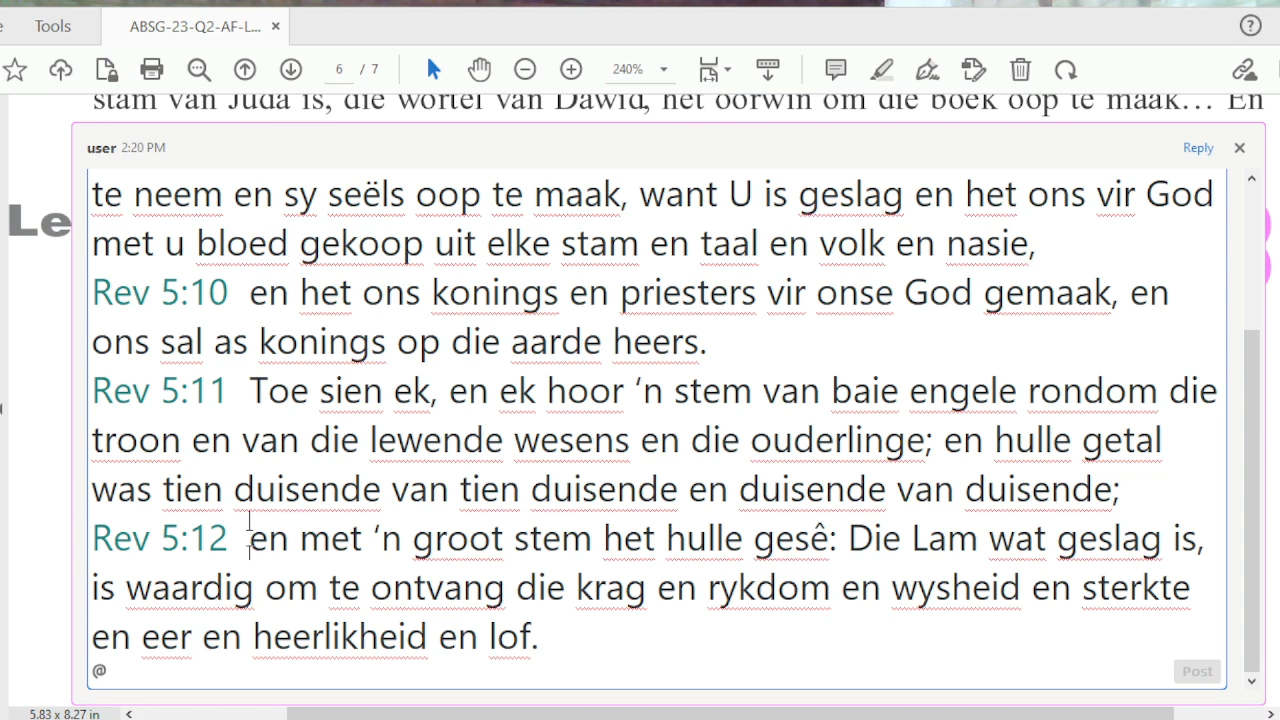 e Tools ABSG-23-Q2-AF-L... ×
6 / 7 240%
stam van Juda is, die wortel van Dawid, het oorwin om die boek oop te maak... En
user 2:20 PM Reply
te neem en sy seëls oop te maak, want U is geslag en het ons vir God
Le
met u bloed gekoop uit elke stam en taal en volk en nasie,
Rev 5:10 en het ons konings en priesters vir onse God gemaak, en
ons sal as konings op die aarde heers.
Rev 5:11 Toe sien ek, en ek hoor ‘n stem van baie engele rondom die
troon en van die lewende wesens en die ouderlinge; en hulle getal
was tien duisende van tien duisende en duisende van duisende;
Rev 5:12 en met ‘n groot stem het hulle gesê: Die Lam wat geslag is,
is waardig om te ontvang die krag en rykdom en wysheid en sterkte
en eer en heerlikheid en lof.
@ Post
5.83 x 8.27 in